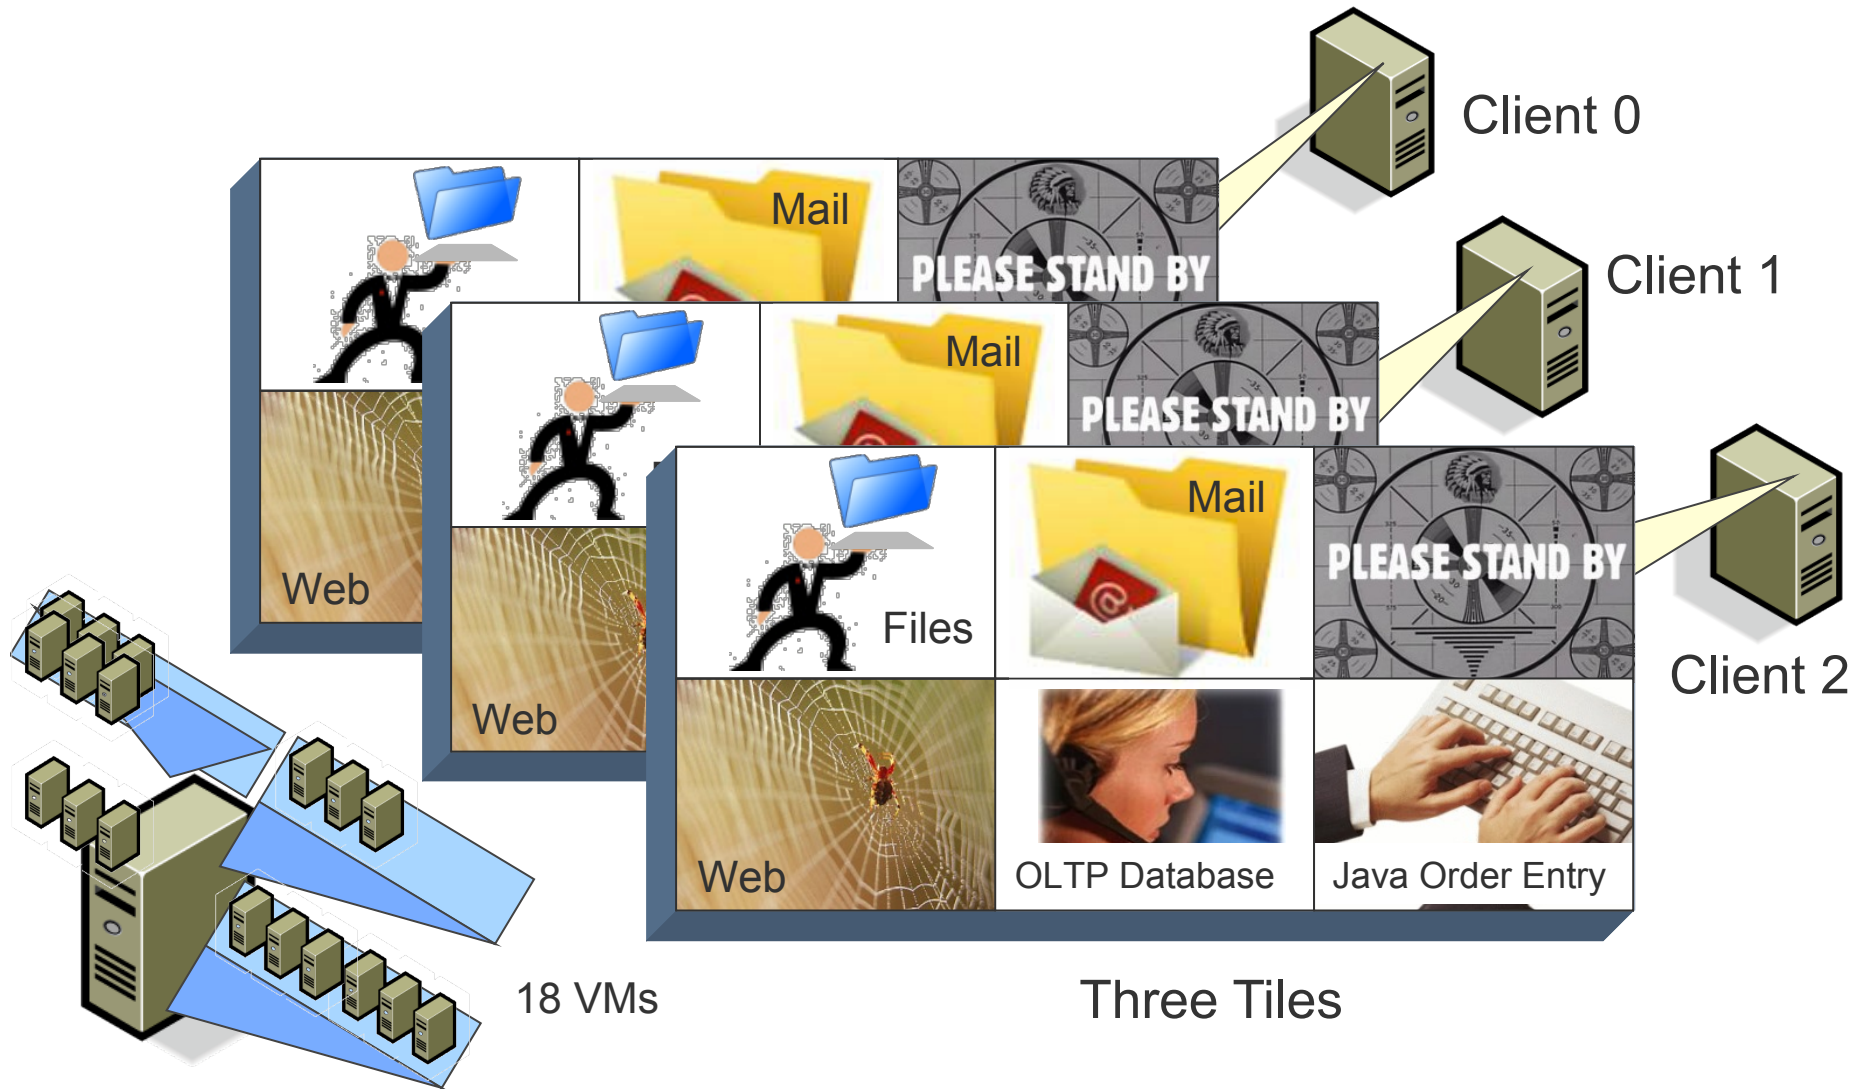 Client 0
Mail
PLEASE STAND BY
Client 1
Mail
PLEASE STAND BY
Mail
PLEASE STAND BY
Files
@
Web
Web
Client 2
Web
OLTP Database
Java Order Entry
18 VMs
Three Tiles